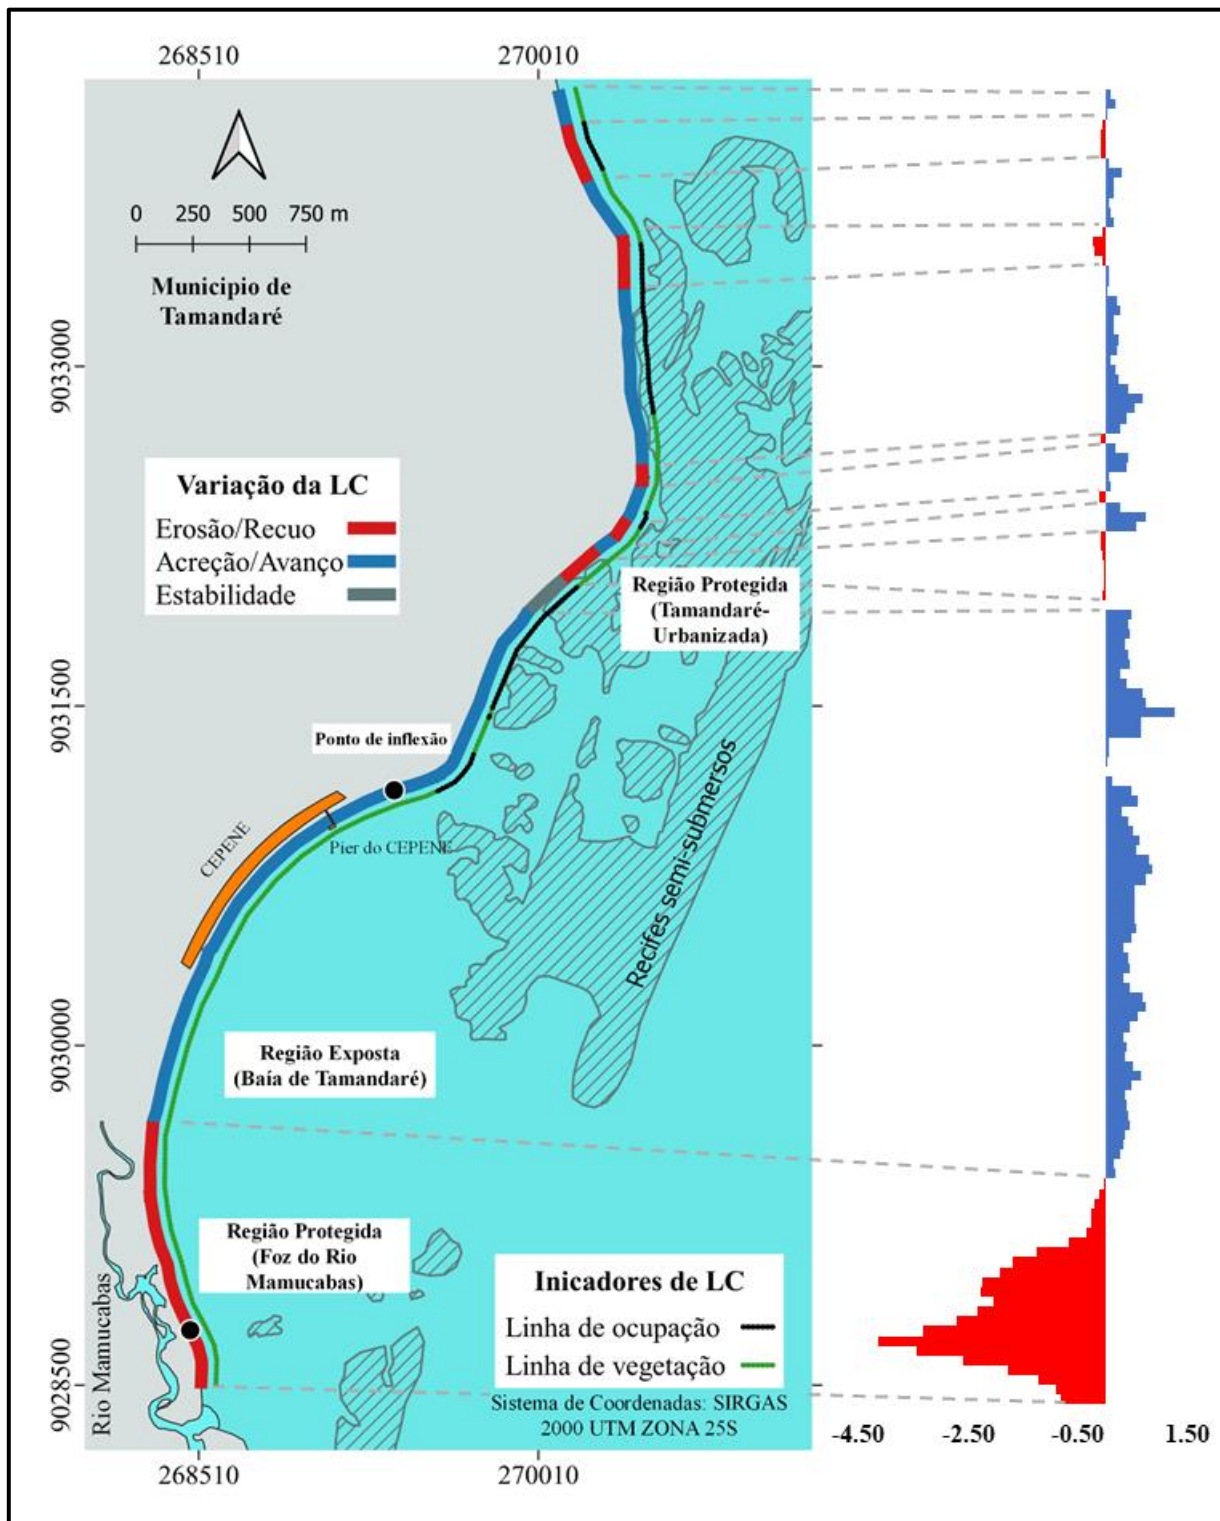 268510
270010
0 250 500 750 m
Municipio de
Tamandaré
9033000
Variação da LC
Erosão/Recuo
Acreção/Avanço
Estabilidade
Região Protegida
(Tamandaré-
Urbanizada)
9031500
Ponto de inflexão
CEPENE
Pier do CEPENE
Recifes semi-submersos
9030000
Região Exposta
(Baía de Tamandaré)
Região Protegida
(Foz do Rio
Mamucabas)
Rio Mamucabas
9028500
Inicadores de LC
Linha de ocupação
Linha de vegetação
Sistema de Coordenadas: SIRGAS
2000 UTM ZONA 25S
-4.50 -2.50 -0.50 1.50
268510
270010